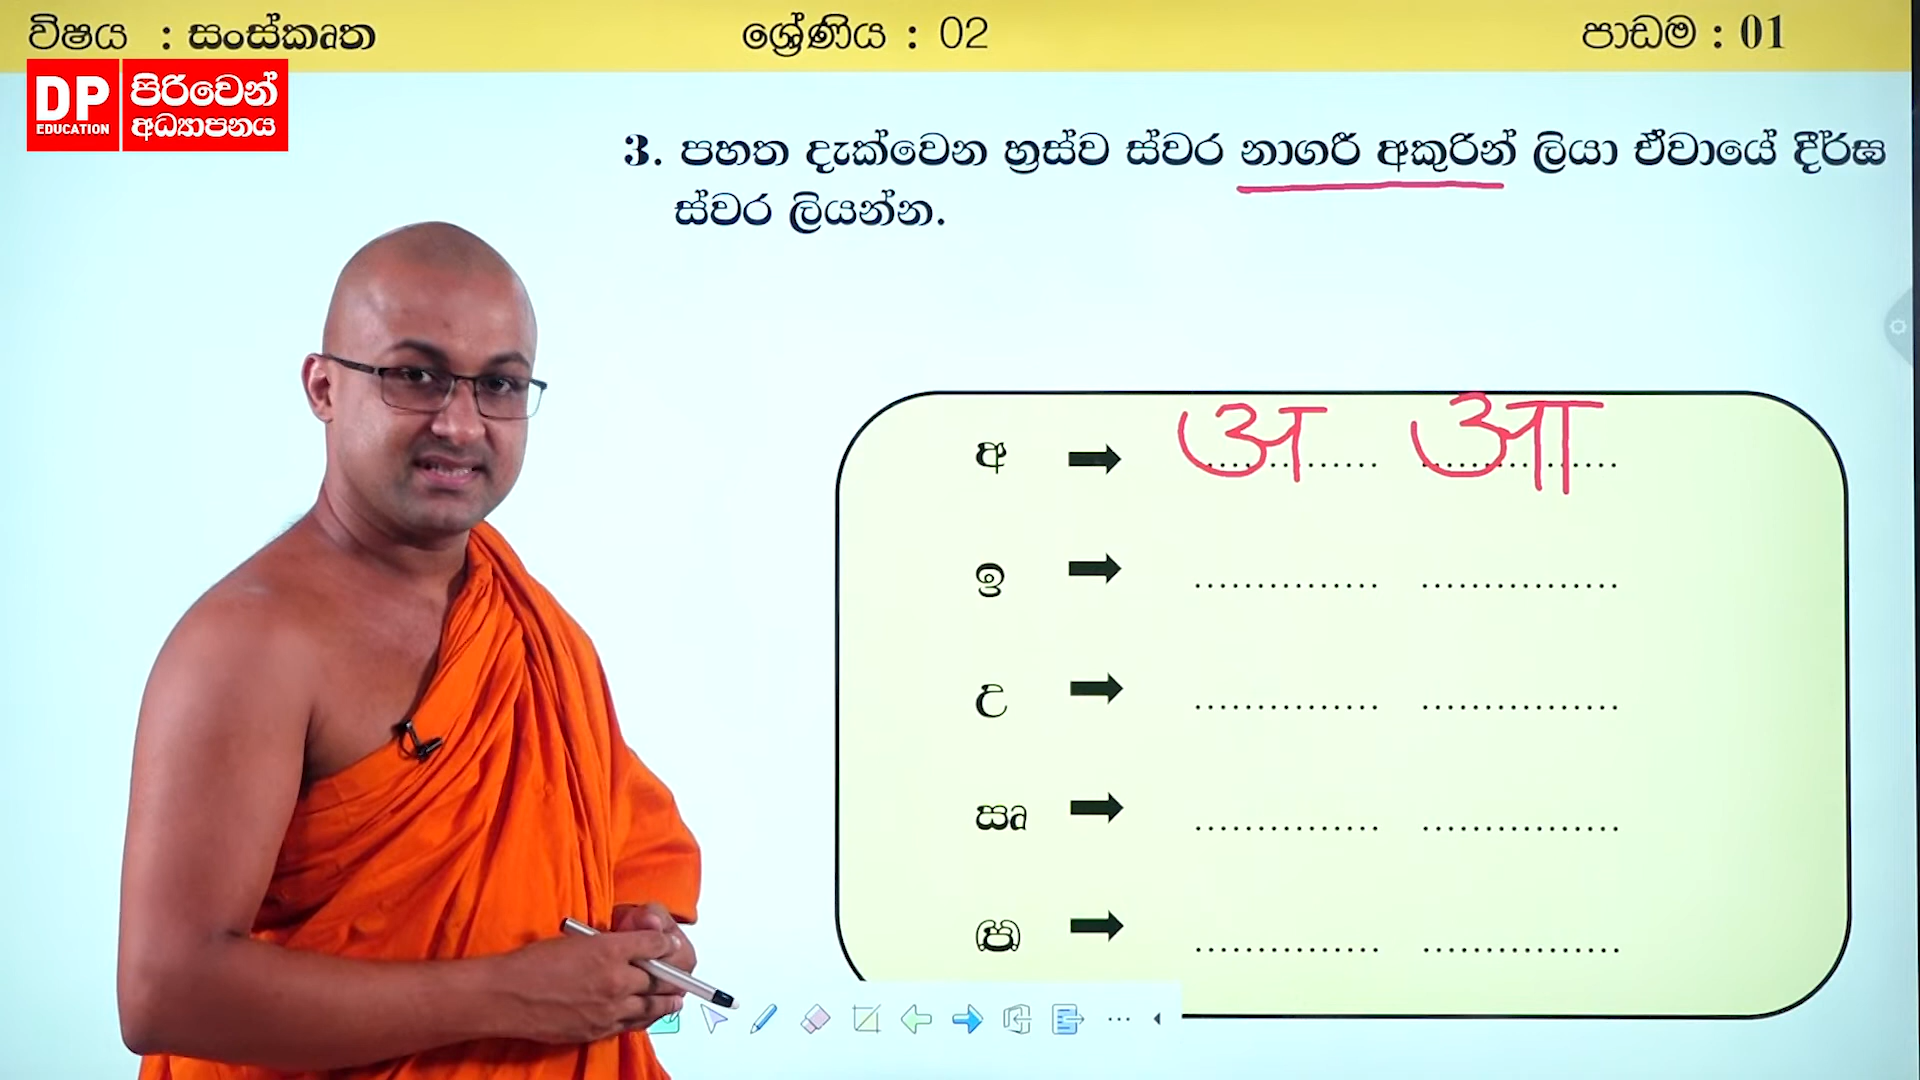 විෂය : සංස්කෘත ශ්‍රේණිය : 02 පාඩම : 01
DP EDUCATION
පිරිවෙන් අධ්‍යාපනය
3. පහත දැක්වෙන හ්‍රස්ව ස්වර නාගරී අකුරින් ලියා ඒවායේ දීර්ඝ
ස්වර ලියන්න.
අ ➡ अ .............. आ ...............
ඉ ➡ .............. ...............
උ ➡ .............. ...............
ඍ ➡ .............. ...............
ඏ ➡ .............. ...............